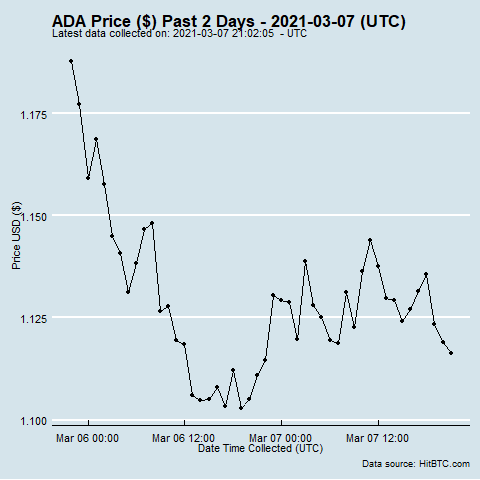 ADA Price ($) Past 2 Days - 2021-03-07 (UTC)
Latest data collected on: 2021-03-07 21:02:05 - UTC
1.175
1.150
1.125
1.100
Price USD ($)
Mar 06 00:00 Mar 06 12:00 Mar 07 00:00 Mar 07 12:00
Date Time Collected (UTC)
Data source: HitBTC.com